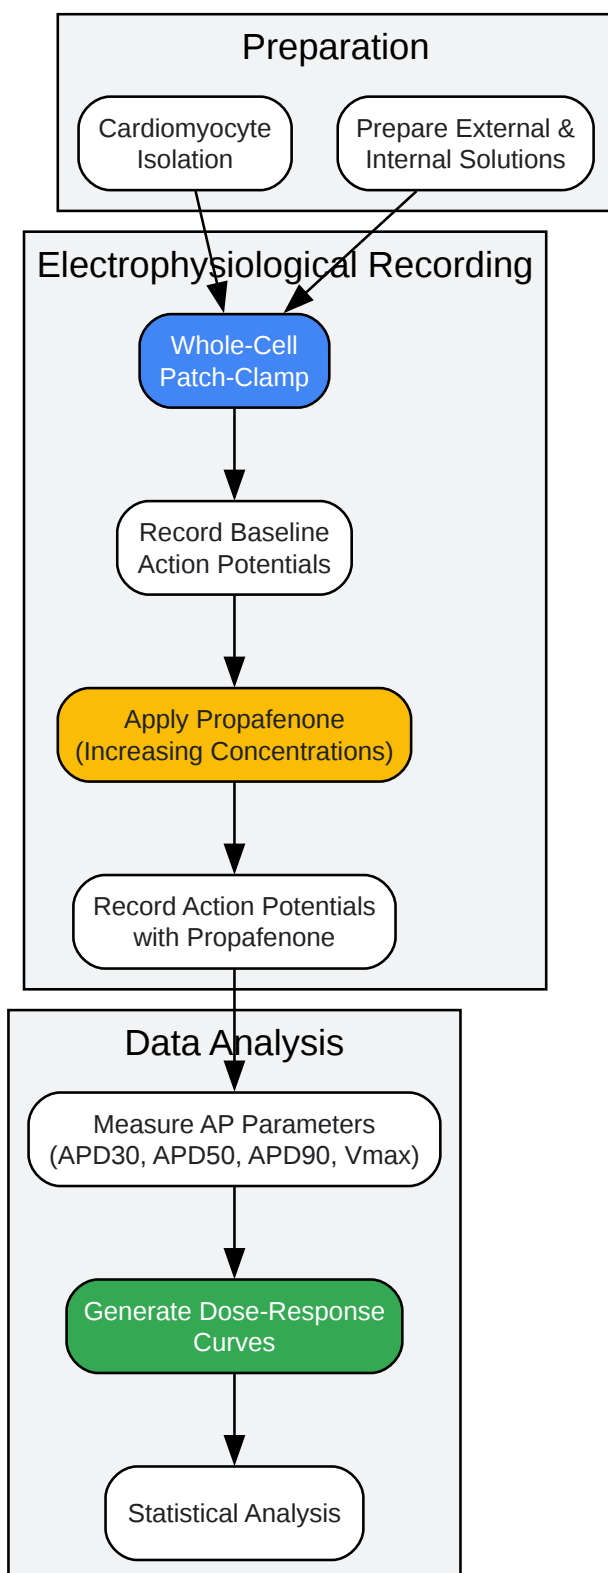 Preparation
Cardiomyocyte
Isolation
Prepare External &
Internal Solutions
Electrophysiological Recording
Whole-Cell
Patch-Clamp
Record Baseline
Action Potentials
Apply Propafenone
(Increasing Concentrations)
Record Action Potentials
with Propafenone
Data Analysis
Measure AP Parameters
(APD30, APD50, APD90, Vmax)
Generate Dose-Response
Curves
Statistical Analysis